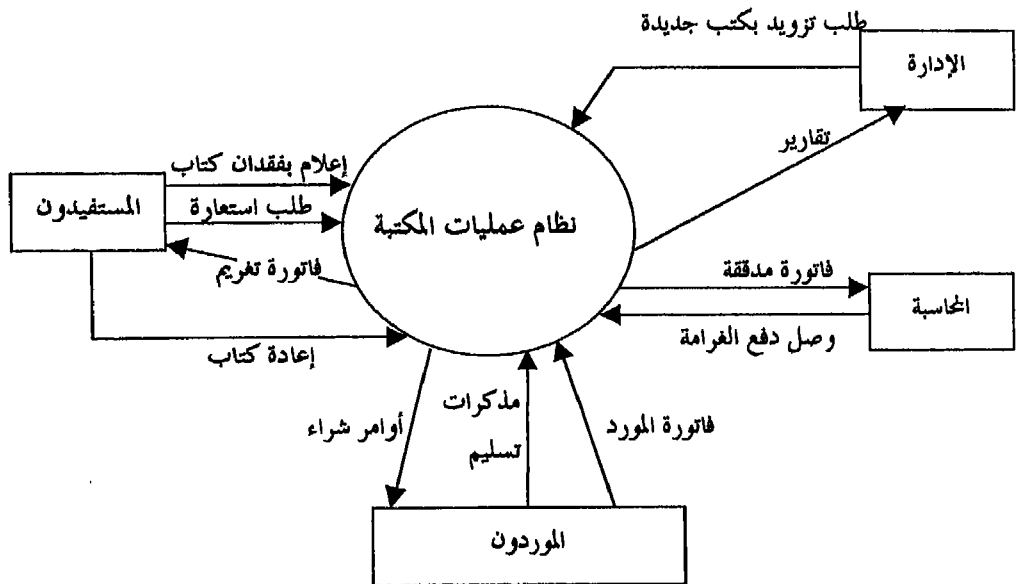 طلب تزويد بكتب جديدة
الإدارة
تقارير
إعلام بفقدان كتاب
المستفيدون
طلب استعارة
نظام عمليات المكتبة
فاتورة تغريم
فاتورة مدققة
المحاسبة
وصل دفع الغرامة
إعادة كتاب
أوامر شراء
مذكرات
تسليم
فاتورة المورد
الموردون